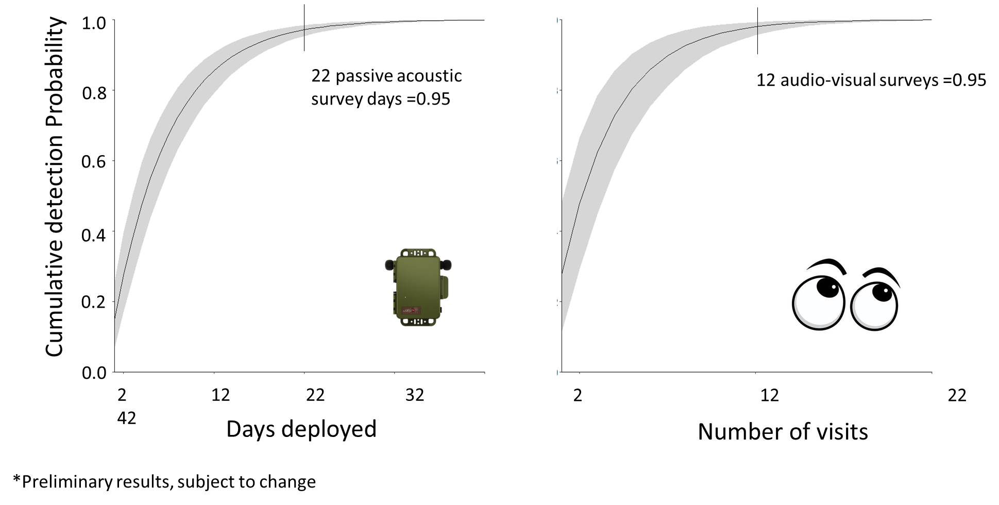 Cumulative detection Probability
1.0
0.8
0.6
0.4
0.2
0.0
22 passive acoustic
survey days =0.95
2 12 22 32
42
Days deployed
12 audio-visual surveys =0.95
2 12 22
Number of visits
*Preliminary results, subject to change